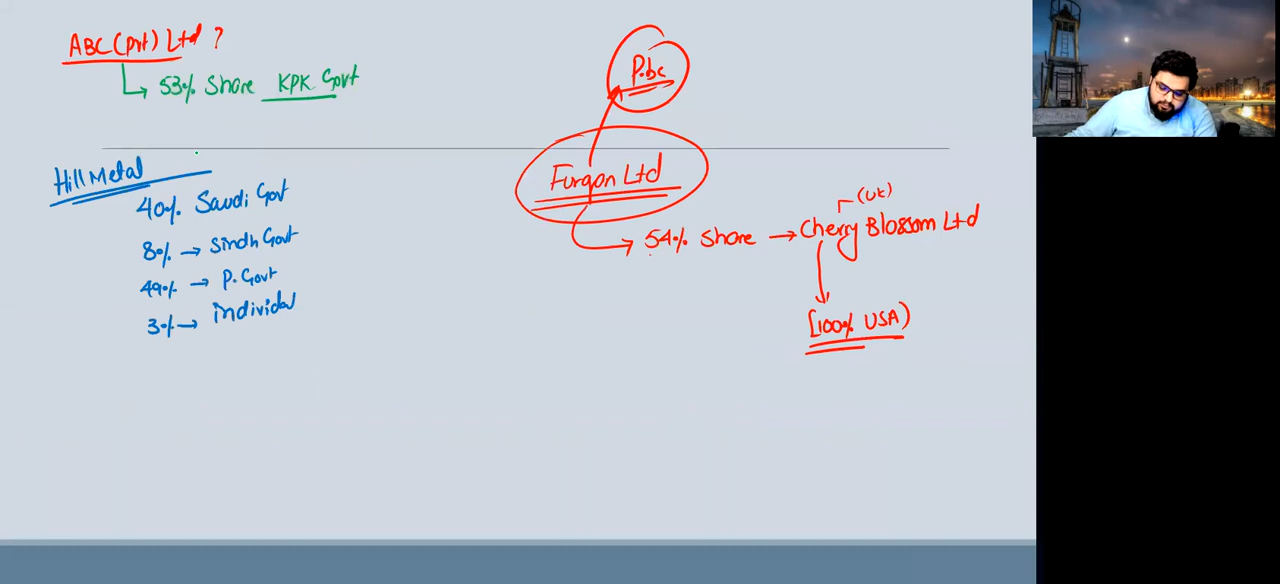 ABC (pvt) Ltd ?
53% Share KPK Govt
Hill Metal
40% Saudi Govt
8% → Sindh Govt
49% → P. Govt
3% → individal
P.bc
Furqan Ltd
54% Share → Cherry Blossom Ltd
(UK)
[100% USA)